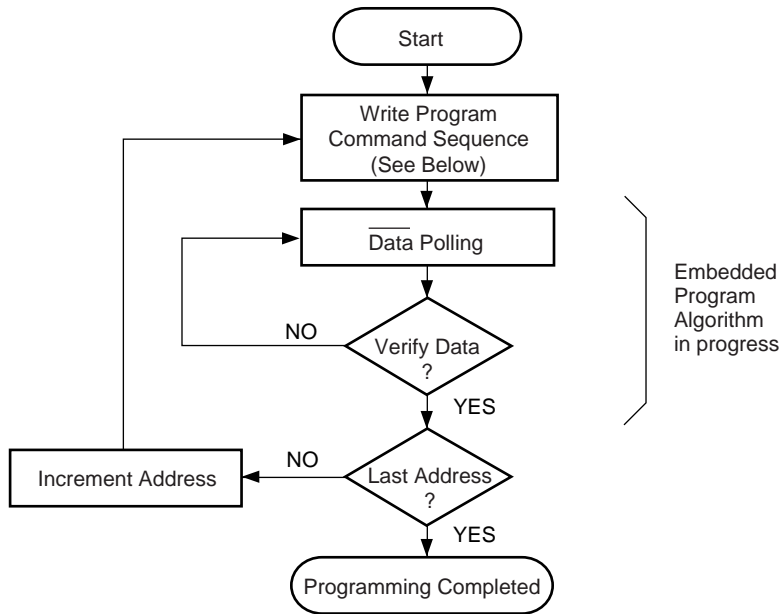 Start
Write Program
Command Sequence
(See Below)
Data Polling
Embedded
Program
Algorithm
in progress
NO
Verify Data
?
YES
Increment Address
NO
Last Address
?
YES
Programming Completed